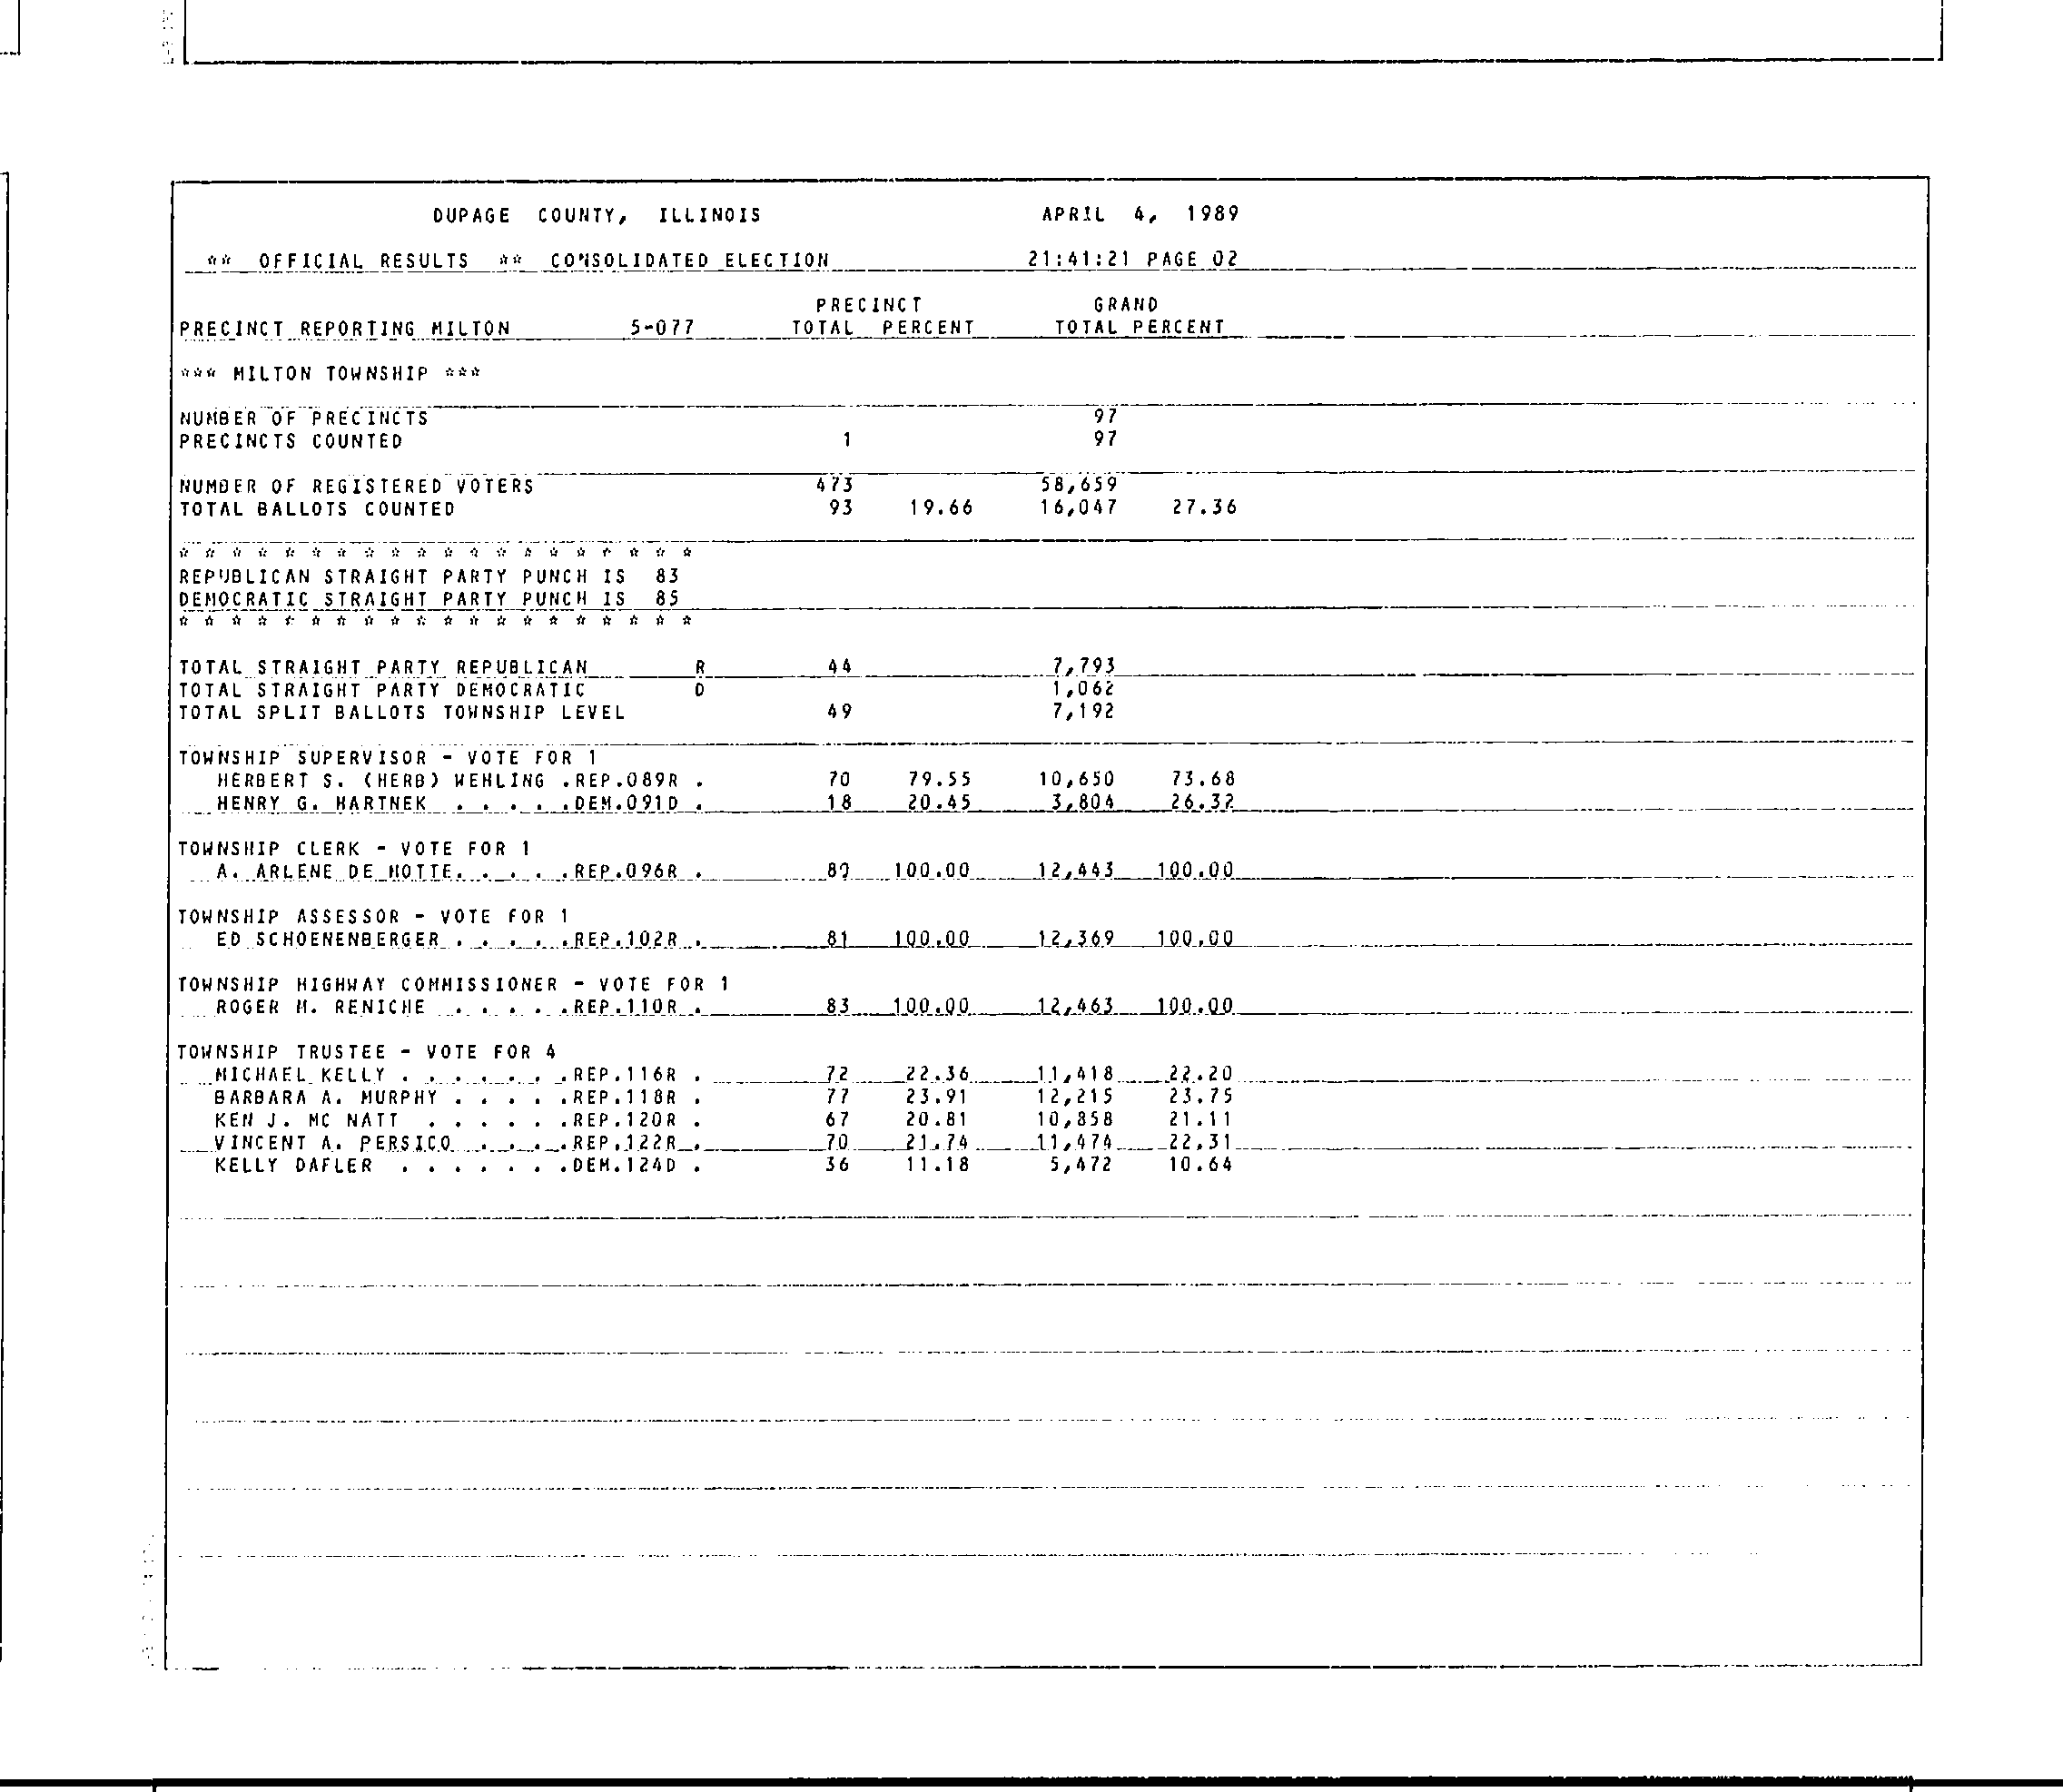 DUPAGE COUNTY, ILLINOIS APRIL 4, 1989
** OFFICIAL RESULTS ** CONSOLIDATED ELECTION 21:41:21 PAGE 02
PRECINCT GRAND
PRECINCT REPORTING MILTON 5-077 TOTAL PERCENT TOTAL PERCENT
*** MILTON TOWNSHIP ***
NUMBER OF PRECINCTS 97
PRECINCTS COUNTED 1 97
NUMBER OF REGISTERED VOTERS 473 58,659
TOTAL BALLOTS COUNTED 93 19.66 16,047 27.36
* * * * * * * * * * * * * * * * * * * *
REPUBLICAN STRAIGHT PARTY PUNCH IS 83
DEMOCRATIC STRAIGHT PARTY PUNCH IS 85
* * * * * * * * * * * * * * * * * * * *
TOTAL STRAIGHT PARTY REPUBLICAN R 44 7,793
TOTAL STRAIGHT PARTY DEMOCRATIC D 1,062
TOTAL SPLIT BALLOTS TOWNSHIP LEVEL 49 7,192
TOWNSHIP SUPERVISOR - VOTE FOR 1
HERBERT S. (HERB) WEHLING .REP.089R . 70 79.55 10,650 73.68
HENRY G. HARTNEK . . . . .DEM.091D . 18 20.45 3,804 26.32
TOWNSHIP CLERK - VOTE FOR 1
A. ARLENE DE MOTTE. . . . .REP.096R . 100.00 12,443 100.00
TOWNSHIP ASSESSOR - VOTE FOR 1
ED SCHOENENBERGER . . . . .REP.102R . 81 100.00 12,369 100.00
TOWNSHIP HIGHWAY COMMISSIONER - VOTE FOR 1
ROGER M. RENICHE . . . . .REP.110R . 83 100.00 12,463 100.00
TOWNSHIP TRUSTEE - VOTE FOR 4
MICHAEL KELLY . . . . . . .REP.116R . 72 22.36 11,418 22.20
BARBARA A. MURPHY . . . . .REP.118R . 77 23.91 12,215 23.75
KEN J. MC NATT . . . . . .REP.120R . 67 20.81 10,858 21.11
VINCENT A. PERSICO . . . .REP.122R . 70 21.74 11,474 22.31
KELLY DAFLER . . . . . . .DEM.124D . 36 11.18 5,472 10.64